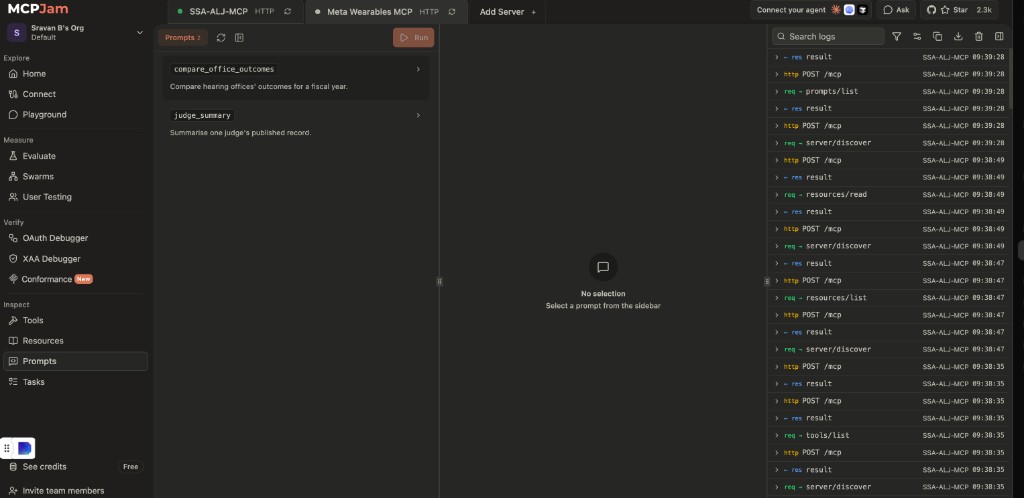 MCPJam
SSA-ALJ-MCP HTTP
Meta Wearables MCP HTTP
Add Server +
Connect your agent
Ask
Star 2.3k
S
Sravan B's Org
Default
Explore
Home
Connect
Playground
Measure
Evaluate
Swarms
User Testing
Verify
OAuth Debugger
XAA Debugger
Conformance New
Inspect
Tools
Resources
Prompts
Tasks
See credits Free
Invite team members
Prompts 2
Run
compare_office_outcomes
Compare hearing offices' outcomes for a fiscal year.
judge_summary
Summarise one judge's published record.
No selection
Select a prompt from the sidebar
Search logs
← res result SSA-ALJ-MCP 09:39:28
http POST /mcp SSA-ALJ-MCP 09:39:28
req → prompts/list SSA-ALJ-MCP 09:39:28
← res result SSA-ALJ-MCP 09:39:28
http POST /mcp SSA-ALJ-MCP 09:39:28
req → server/discover SSA-ALJ-MCP 09:39:28
http POST /mcp SSA-ALJ-MCP 09:38:49
← res result SSA-ALJ-MCP 09:38:49
req → resources/read SSA-ALJ-MCP 09:38:49
← res result SSA-ALJ-MCP 09:38:49
http POST /mcp SSA-ALJ-MCP 09:38:49
req → server/discover SSA-ALJ-MCP 09:38:49
← res result SSA-ALJ-MCP 09:38:47
http POST /mcp SSA-ALJ-MCP 09:38:47
req → resources/list SSA-ALJ-MCP 09:38:47
http POST /mcp SSA-ALJ-MCP 09:38:47
← res result SSA-ALJ-MCP 09:38:47
req → server/discover SSA-ALJ-MCP 09:38:47
← res result SSA-ALJ-MCP 09:38:35
http POST /mcp SSA-ALJ-MCP 09:38:35
← res result SSA-ALJ-MCP 09:38:35
req → tools/list SSA-ALJ-MCP 09:38:35
http POST /mcp SSA-ALJ-MCP 09:38:35
← res result SSA-ALJ-MCP 09:38:35
req → server/discover SSA-ALJ-MCP 09:38:35